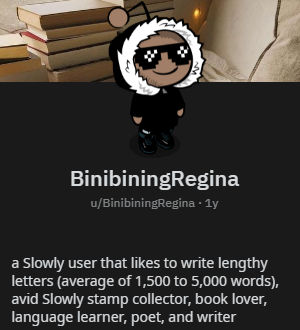 BinibiningRegina
u/BinibiningRegina · 1y
a Slowly user that likes to write lengthy
letters (average of 1,500 to 5,000 words),
avid Slowly stamp collector, book lover,
language learner, poet, and writer